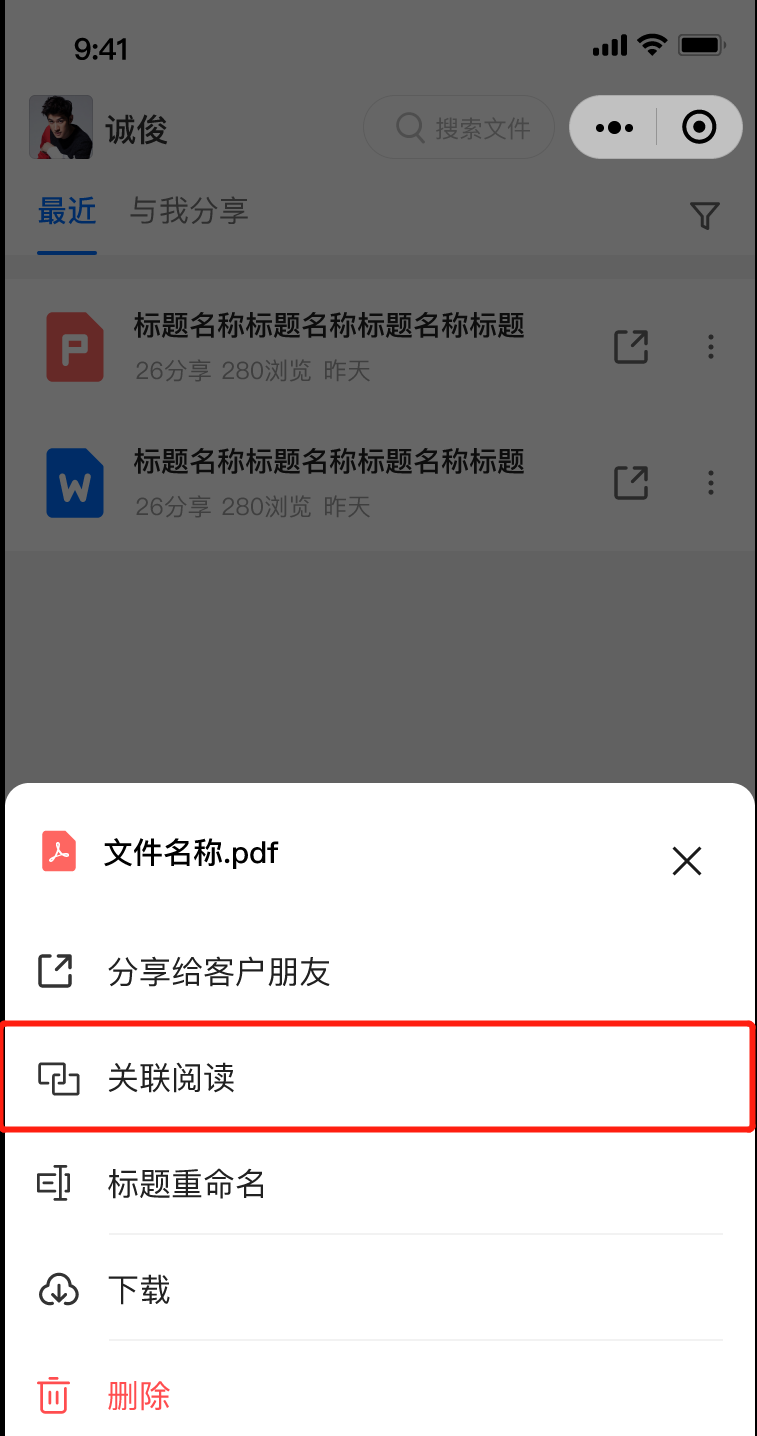 9:41
诚俊
搜索文件
最近 与我分享
P
标题名称标题名称标题名称标题
26分享 280浏览 昨天
W
标题名称标题名称标题名称标题
26分享 280浏览 昨天
文件名称.pdf
分享给客户朋友
关联阅读
标题重命名
下载
删除